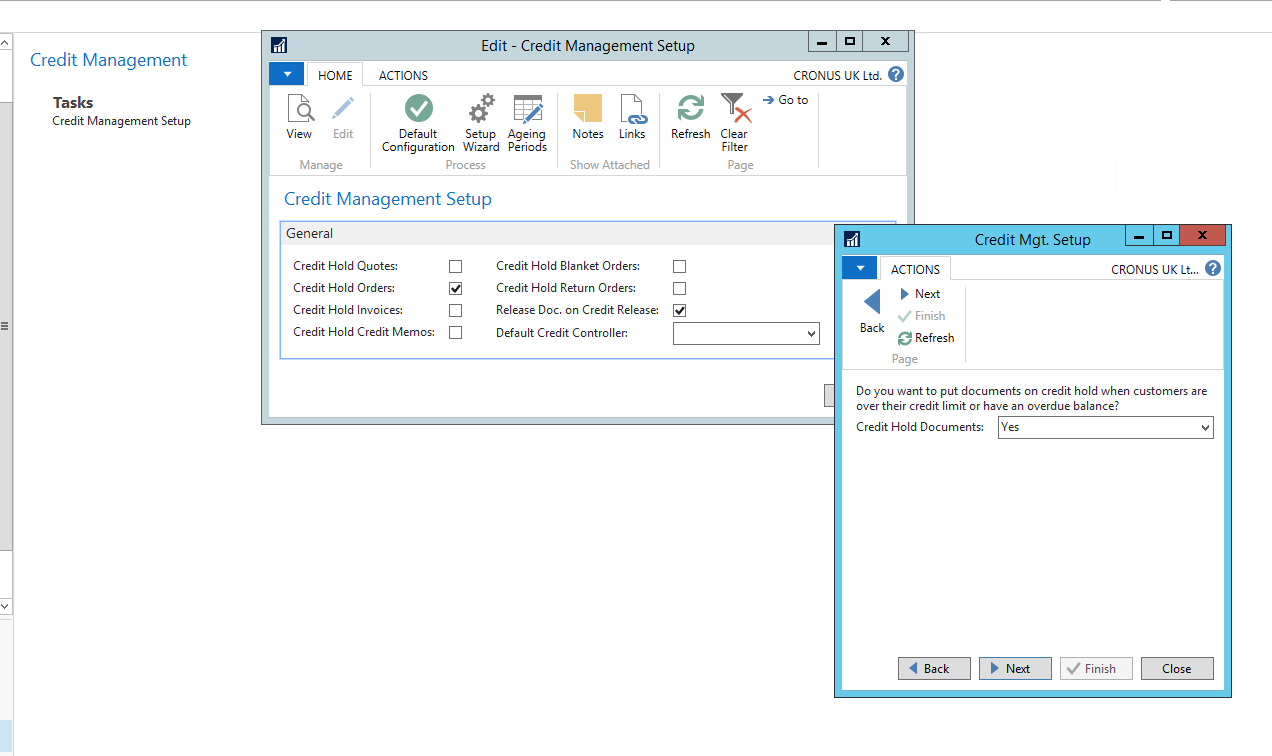 Credit Management
Tasks
Credit Management Setup
Edit - Credit Management Setup
HOME ACTIONS CRONUS UK Ltd. ?
View Edit Default Configuration Setup Wizard Ageing Periods Notes Links Refresh Clear Filter Go to
Manage Process Show Attached Page
Credit Management Setup
General
Credit Hold Quotes: Credit Hold Blanket Orders:
Credit Hold Orders: Credit Hold Return Orders:
Credit Hold Invoices: Release Doc. on Credit Release:
Credit Hold Credit Memos: Default Credit Controller:
Credit Mgt. Setup
ACTIONS CRONUS UK Lt... ?
Next
Back Finish
Refresh
Page
Do you want to put documents on credit hold when customers are
over their credit limit or have an overdue balance?
Credit Hold Documents: Yes
Back Next Finish Close